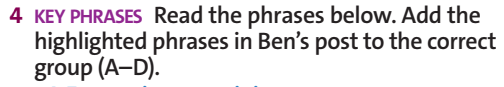 4 KEY PHRASES Read the phrases below. Add the
highlighted phrases in Ben's post to the correct
group (A–D).